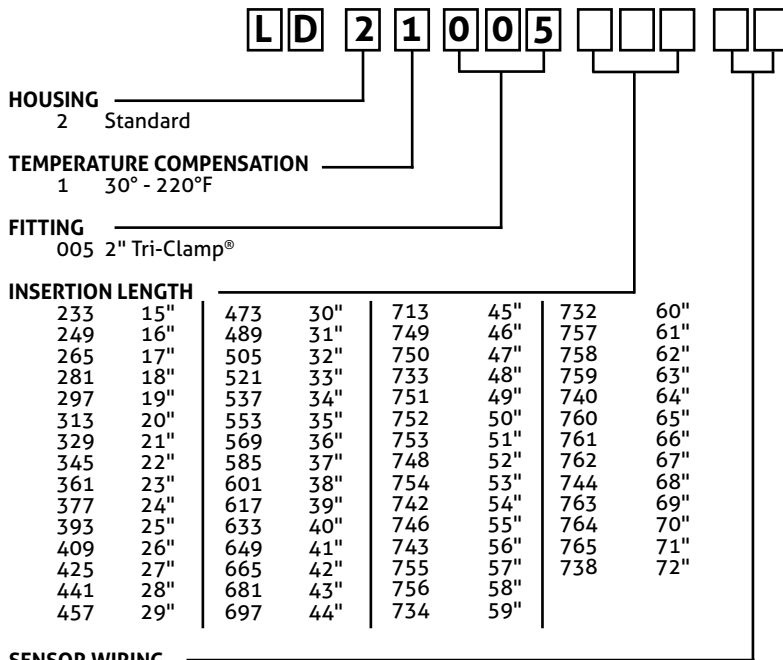 LD 21005
HOUSING
2 Standard
TEMPERATURE COMPENSATION
1 30° - 220°F
FITTING
005 2" Tri-Clamp®
INSERTION LENGTH
233 15" 473 30" 713 45" 732 60"
249 16" 489 31" 749 46" 757 61"
265 17" 505 32" 750 47" 758 62"
281 18" 521 33" 733 48" 759 63"
297 19" 537 34" 751 49" 740 64"
313 20" 553 35" 752 50" 760 65"
329 21" 569 36" 753 51" 761 66"
345 22" 585 37" 748 52" 762 67"
361 23" 601 38" 754 53" 744 68"
377 24" 617 39" 742 54" 763 69"
393 25" 633 40" 746 55" 764 70"
409 26" 649 41" 743 56" 765 71"
425 27" 665 42" 755 57" 738 72"
441 28" 681 43" 756 58"
457 29" 697 44" 734 59"
SENSOR WIRING